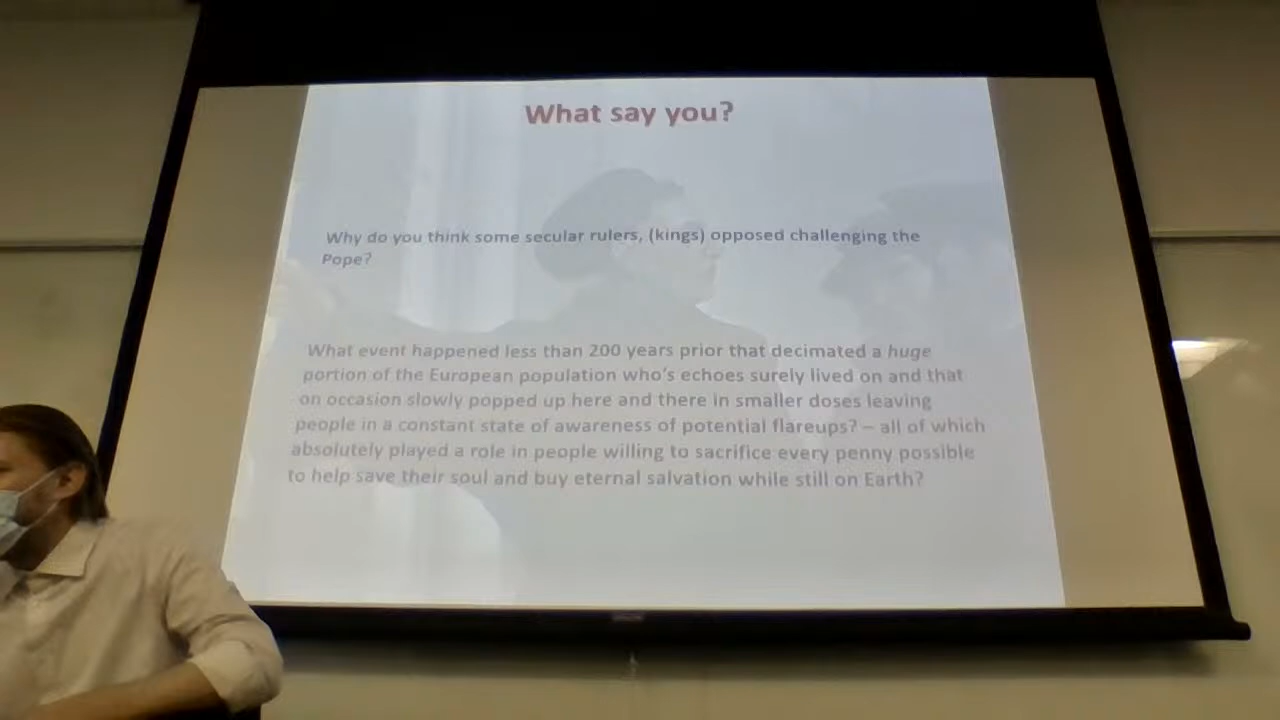 What say you?
Why do you think some secular rulers, (kings) opposed challenging the
Pope?
What event happened less than 200 years prior that decimated a huge
portion of the European population who's echoes surely lived on and that
on occasion slowly popped up here and there in smaller doses leaving
people in a constant state of awareness of potential flareups? – all of which
absolutely played a role in people willing to sacrifice every penny possible
to help save their soul and buy eternal salvation while still on Earth?